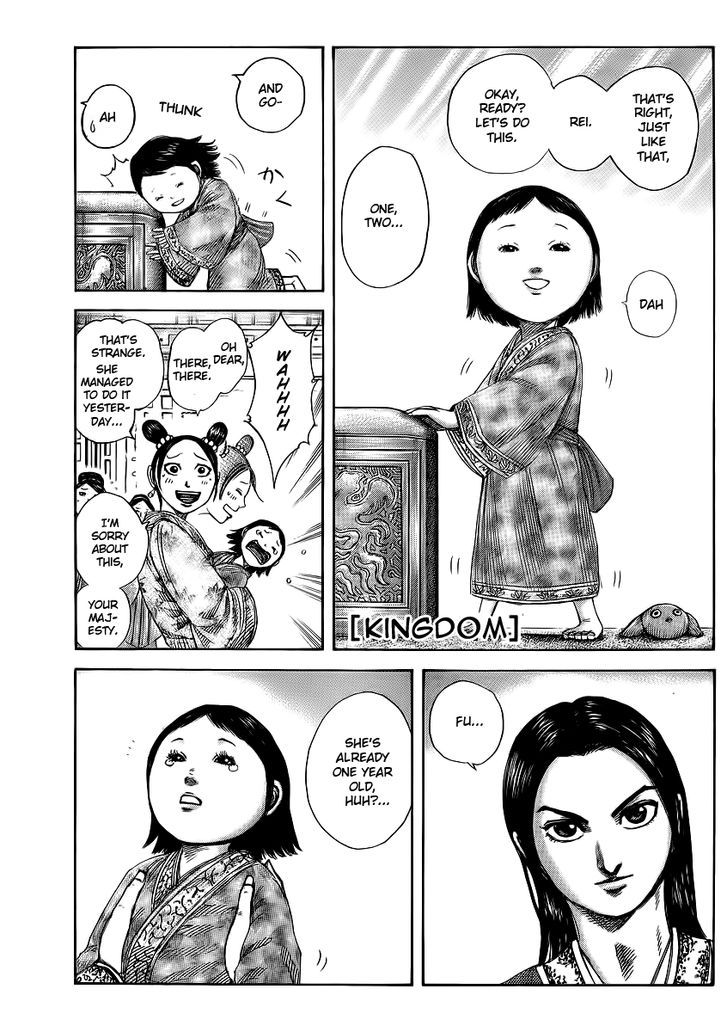 THAT'S
RIGHT,
JUST
LIKE
THAT,
REI.
OKAY,
READY?
LET'S DO
THIS.
ONE,
TWO...
DAH
[KINGDOM]
AND
GO-
THUNK
AH
かくっ
WAHHHH
OH
DEAR,
THERE,
THERE.
THAT'S
STRANGE.
SHE
MANAGED
TO DO IT
YESTER-
DAY...
I'M
SORRY
ABOUT
THIS,
YOUR
MAJ-
ESTY.
FU...
SHE'S
ALREADY
ONE YEAR
OLD,
HUH?...